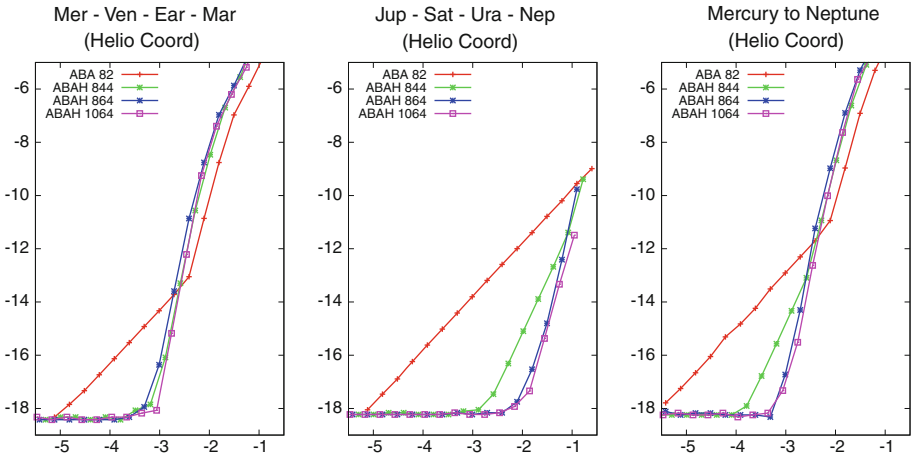 Mer - Ven - Ear - Mar
(Helio Coord)
ABA 82
ABAH 844
ABAH 864
ABAH 1064
-6
-8
-10
-12
-14
-16
-18
-5
-4
-3
-2
-1
Jup - Sat - Ura - Nep
(Helio Coord)
ABA 82
ABAH 844
ABAH 864
ABAH 1064
-6
-8
-10
-12
-14
-16
-18
-5
-4
-3
-2
-1
Mercury to Neptune
(Helio Coord)
ABA 82
ABAH 844
ABAH 864
ABAH 1064
-6
-8
-10
-12
-14
-16
-18
-5
-4
-3
-2
-1